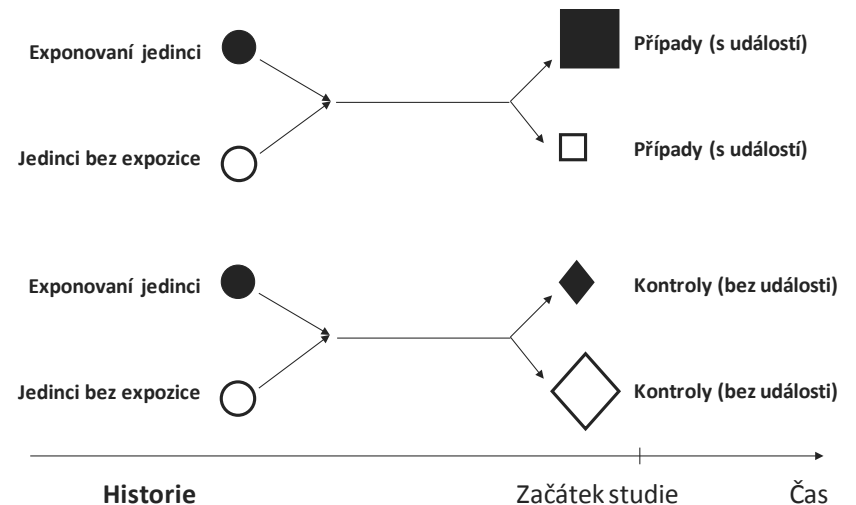 Exponovaní jedinci
Případy (s událostí)
Jedinci bez expozice
Případy (s událostí)
Exponovaní jedinci
Kontroly (bez události)
Jedinci bez expozice
Kontroly (bez události)
Historie
Začátek studie
Čas